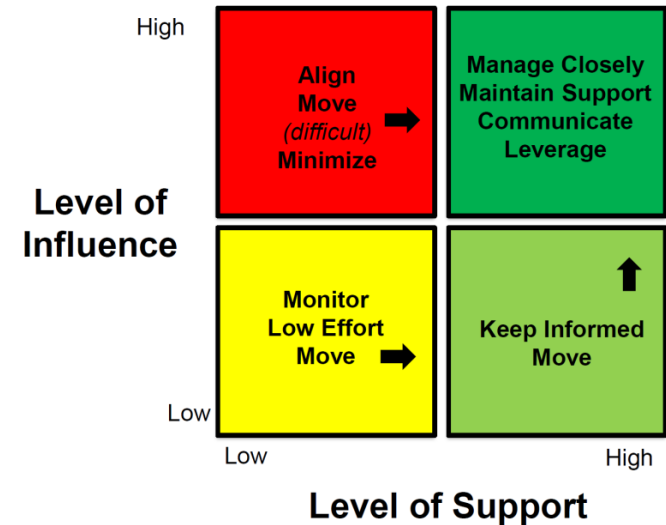 High
Align
Move
(difficult)
Minimize
Manage Closely
Maintain Support
Communicate
Leverage
Level of
Influence
Monitor
Low Effort
Move
Keep Informed
Move
Low
Low
High
Level of Support